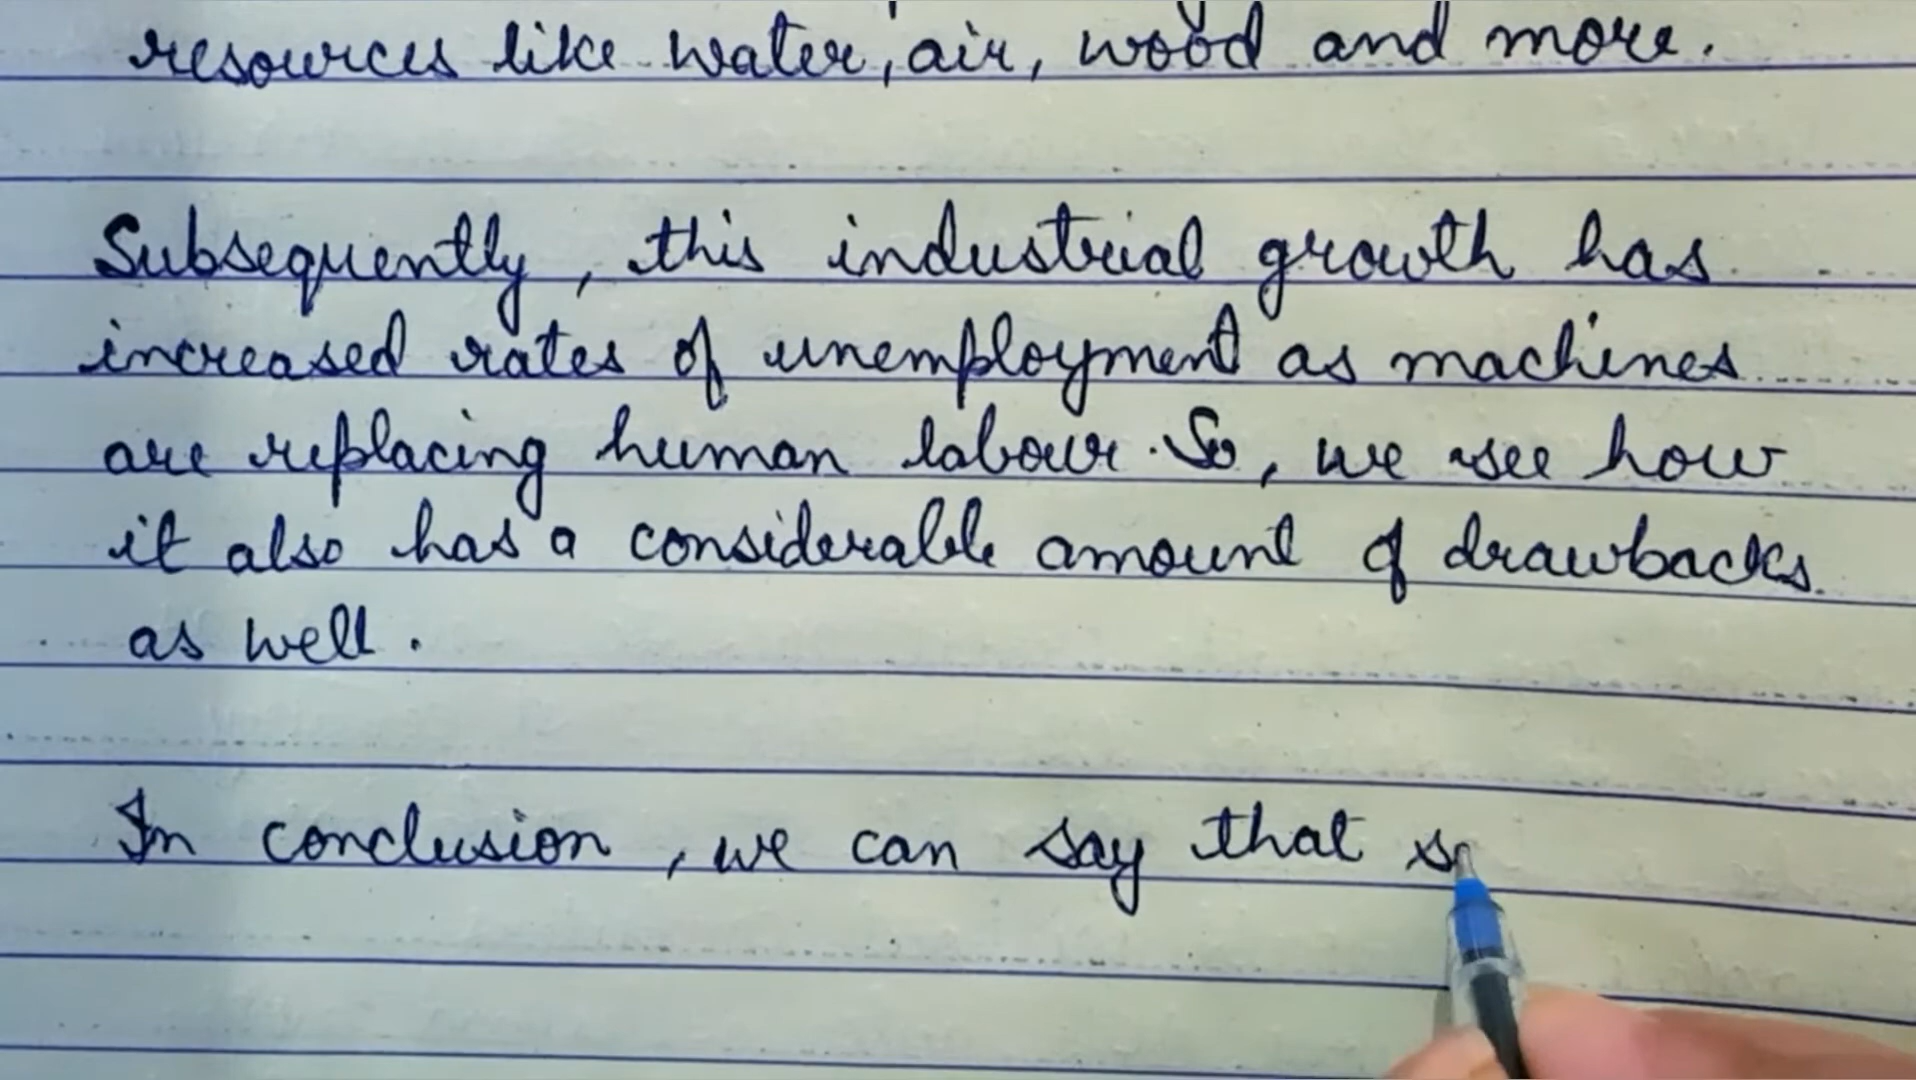 resources like water, air, wood and more.
Subsequently, this industrial growth has
increased rates of unemployment as machines
are replacing human labour. So, we see how
it also has a considerable amount of drawbacks
as well.
In conclusion, we can say that